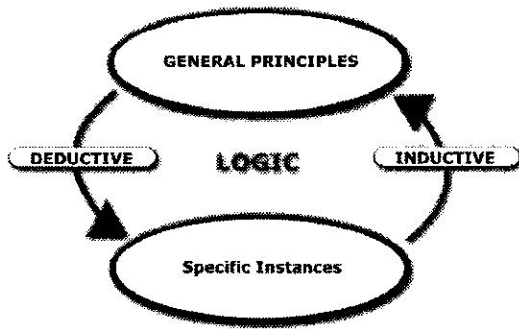 GENERAL PRINCIPLES
DEDUCTIVE
LOGIC
INDUCTIVE
Specific Instances